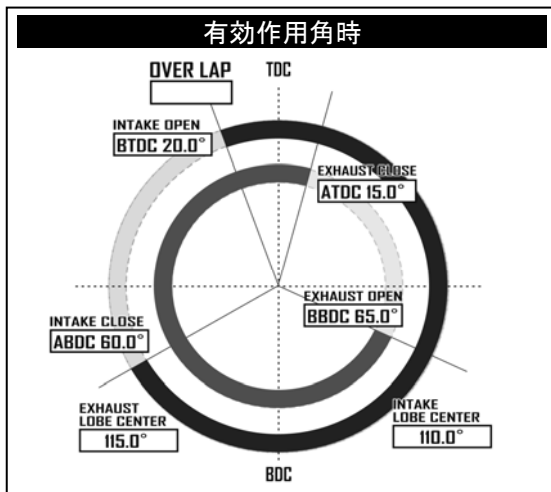 有効作用角時
OVER LAP
TDC
INTAKE OPEN
BTDC 20.0°
EXHAUST CLOSE
ATDC 15.0°
EXHAUST OPEN
BBDC 65.0°
INTAKE CLOSE
ABDC 60.0°
EXHAUST
LOBE CENTER
115.0°
INTAKE
LOBE CENTER
110.0°
BDC